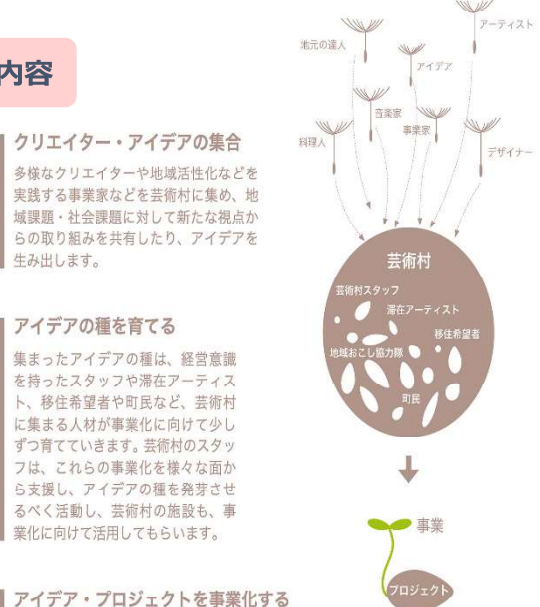 内容
クリエイター・アイデアの集合
多様なクリエイターや地域活性化などを
実践する事業家などを芸術村に集め、地
域課題・社会課題に対して新たな視点か
らの取り組みを共有したり、アイデアを
生み出します。
アイデアの種を育てる
集まったアイデアの種は、経営意識
を持ったスタッフや滞在アーティス
ト、移住希望者や町民など、芸術村
に集まる人材が事業化に向けて少し
ずつ育てていきます。芸術村のスタッ
フは、これらの事業化を様々な面か
ら支援し、アイデアの種を発芽させ
るべく活動し、芸術村の施設も、事
業化に向けて活用してもらいます。
アイデア・プロジェクトを事業化する
アーティスト
地元の達人
アイデア
音楽家
事業家
料理人
デザイナー
芸術村
芸術村スタッフ
滞在アーティスト
移住希望者
地域おこし協力隊
町民
事業
プロジェクト